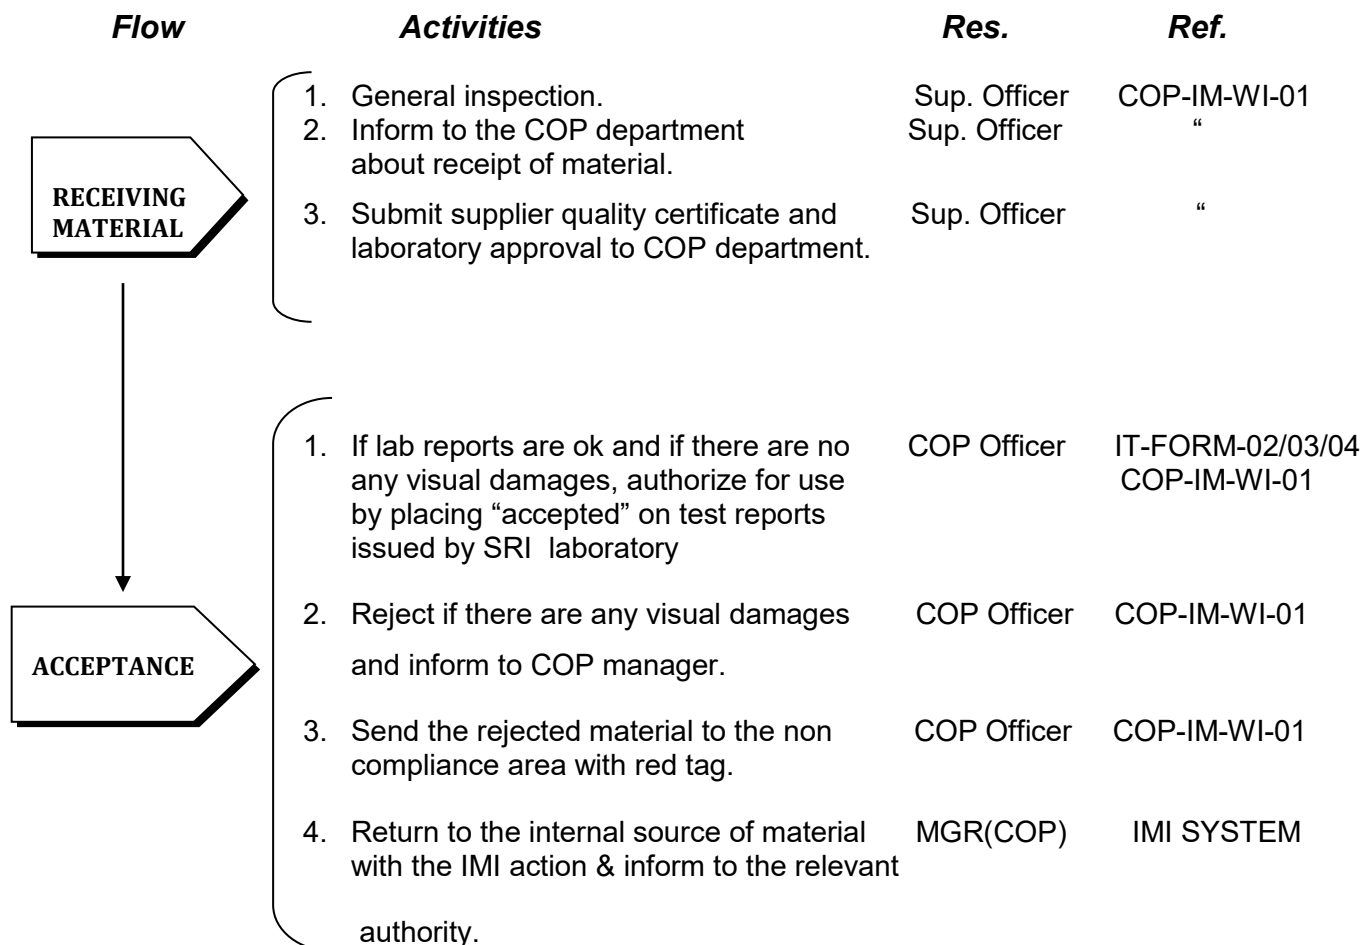 Flow Activities Res. Ref.
1. General inspection. Sup. Officer COP-IM-WI-01
2. Inform to the COP department Sup. Officer “
about receipt of material.
RECEIVING
MATERIAL
3. Submit supplier quality certificate and Sup. Officer “
laboratory approval to COP department.
1. If lab reports are ok and if there are no COP Officer IT-FORM-02/03/04
any visual damages, authorize for use COP-IM-WI-01
by placing “accepted” on test reports
issued by SRI laboratory
2. Reject if there are any visual damages COP Officer COP-IM-WI-01
and inform to COP manager.
ACCEPTANCE
3. Send the rejected material to the non COP Officer COP-IM-WI-01
compliance area with red tag.
4. Return to the internal source of material MGR(COP) IMI SYSTEM
with the IMI action & inform to the relevant
authority.